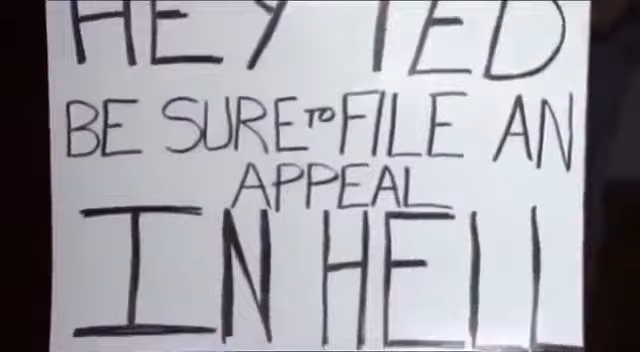 HEY TED
BE SURE TO FILE AN
APPEAL
IN HELL